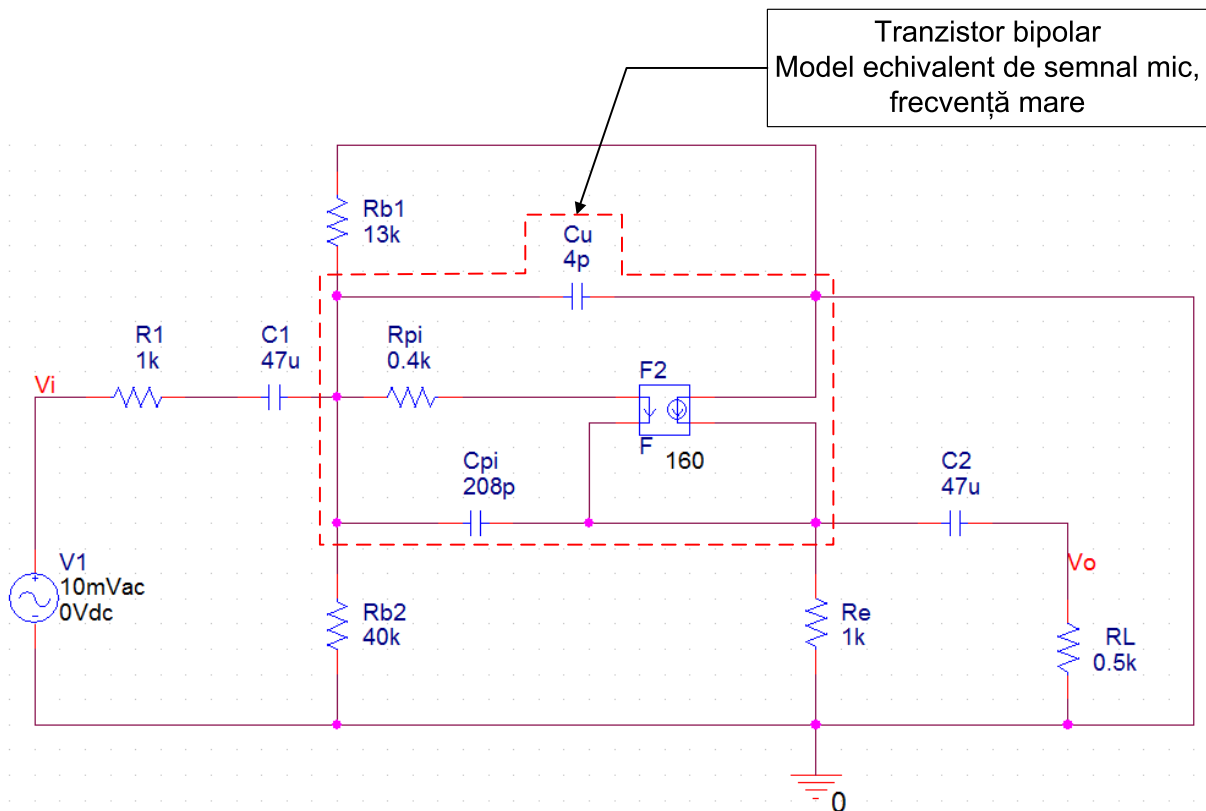 Tranzistor bipolar
Model echivalent de semnal mic,
frecvență mare
Rb1
13k
Cu
4p
R1
1k
C1
47u
Rpi
0.4k
F2
F
160
Vi
Cpi
208p
C2
47u
V1
10mVac
0Vdc
Rb2
40k
Re
1k
Vo
RL
0.5k
0